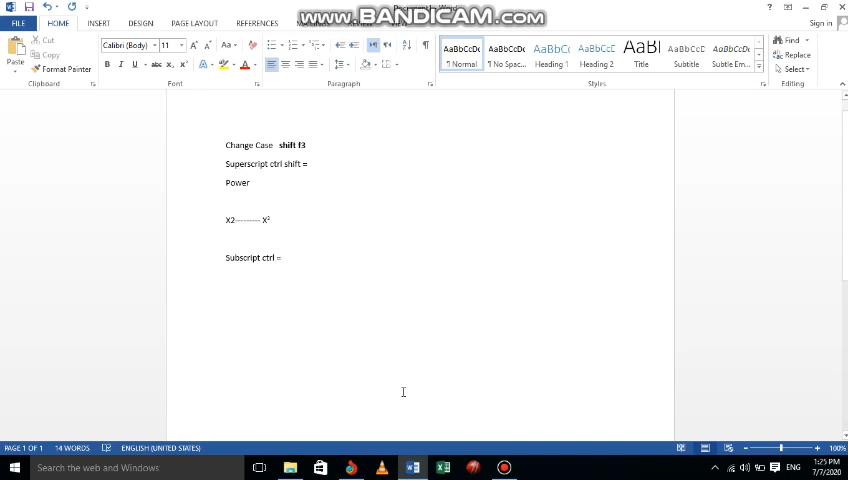 www.BANDICAM.com
FILE HOME INSERT DESIGN PAGE LAYOUT REFERENCES
Sign in
Paste Cut Copy Format Painter
Calibri (Body) 11
AaBbCcDc AaBbCcDc AaBbCc AaBbCcC AaBl AaBbCcD AaBbCcDc
¶ Normal ¶ No Spac... Heading 1 Heading 2 Title Subtitle Subtle Em...
Find
Replace
Select
Clipboard Font Paragraph Styles Editing
Change Case shift f3
Superscript ctrl shift =
Power
X2--------- X²
Subscript ctrl =
PAGE 1 OF 1 14 WORDS ENGLISH (UNITED STATES) 100%
Search the web and Windows
ENG
1:25 PM
7/7/2020